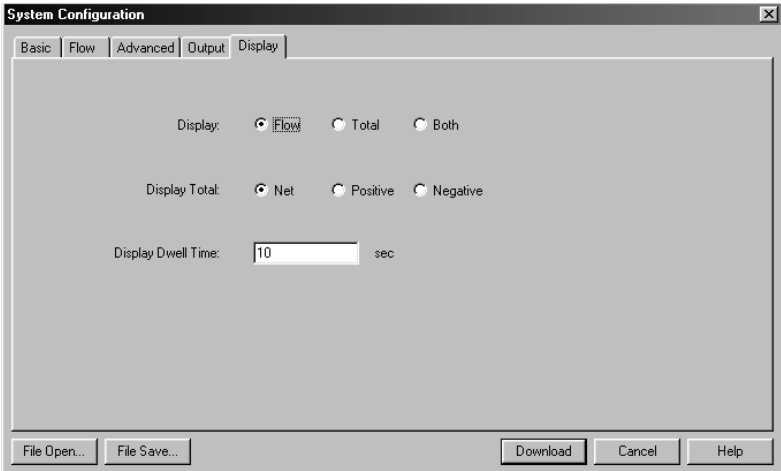 System Configuration
Basic Flow Advanced Output Display
Display: Flow Total Both
Display Total: Net Positive Negative
Display Dwell Time: 10 sec
File Open... File Save... Download Cancel Help